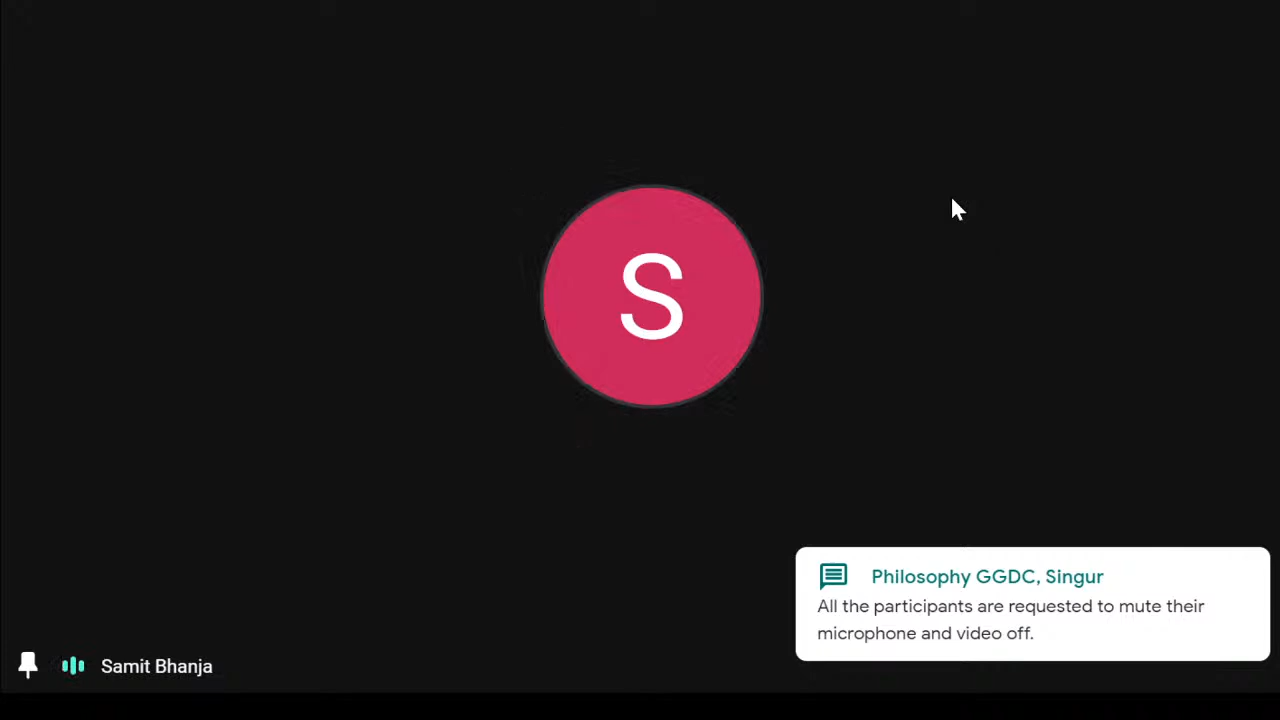 S
Philosophy GGDC, Singur
All the participants are requested to mute their
microphone and video off.
Samit Bhanja